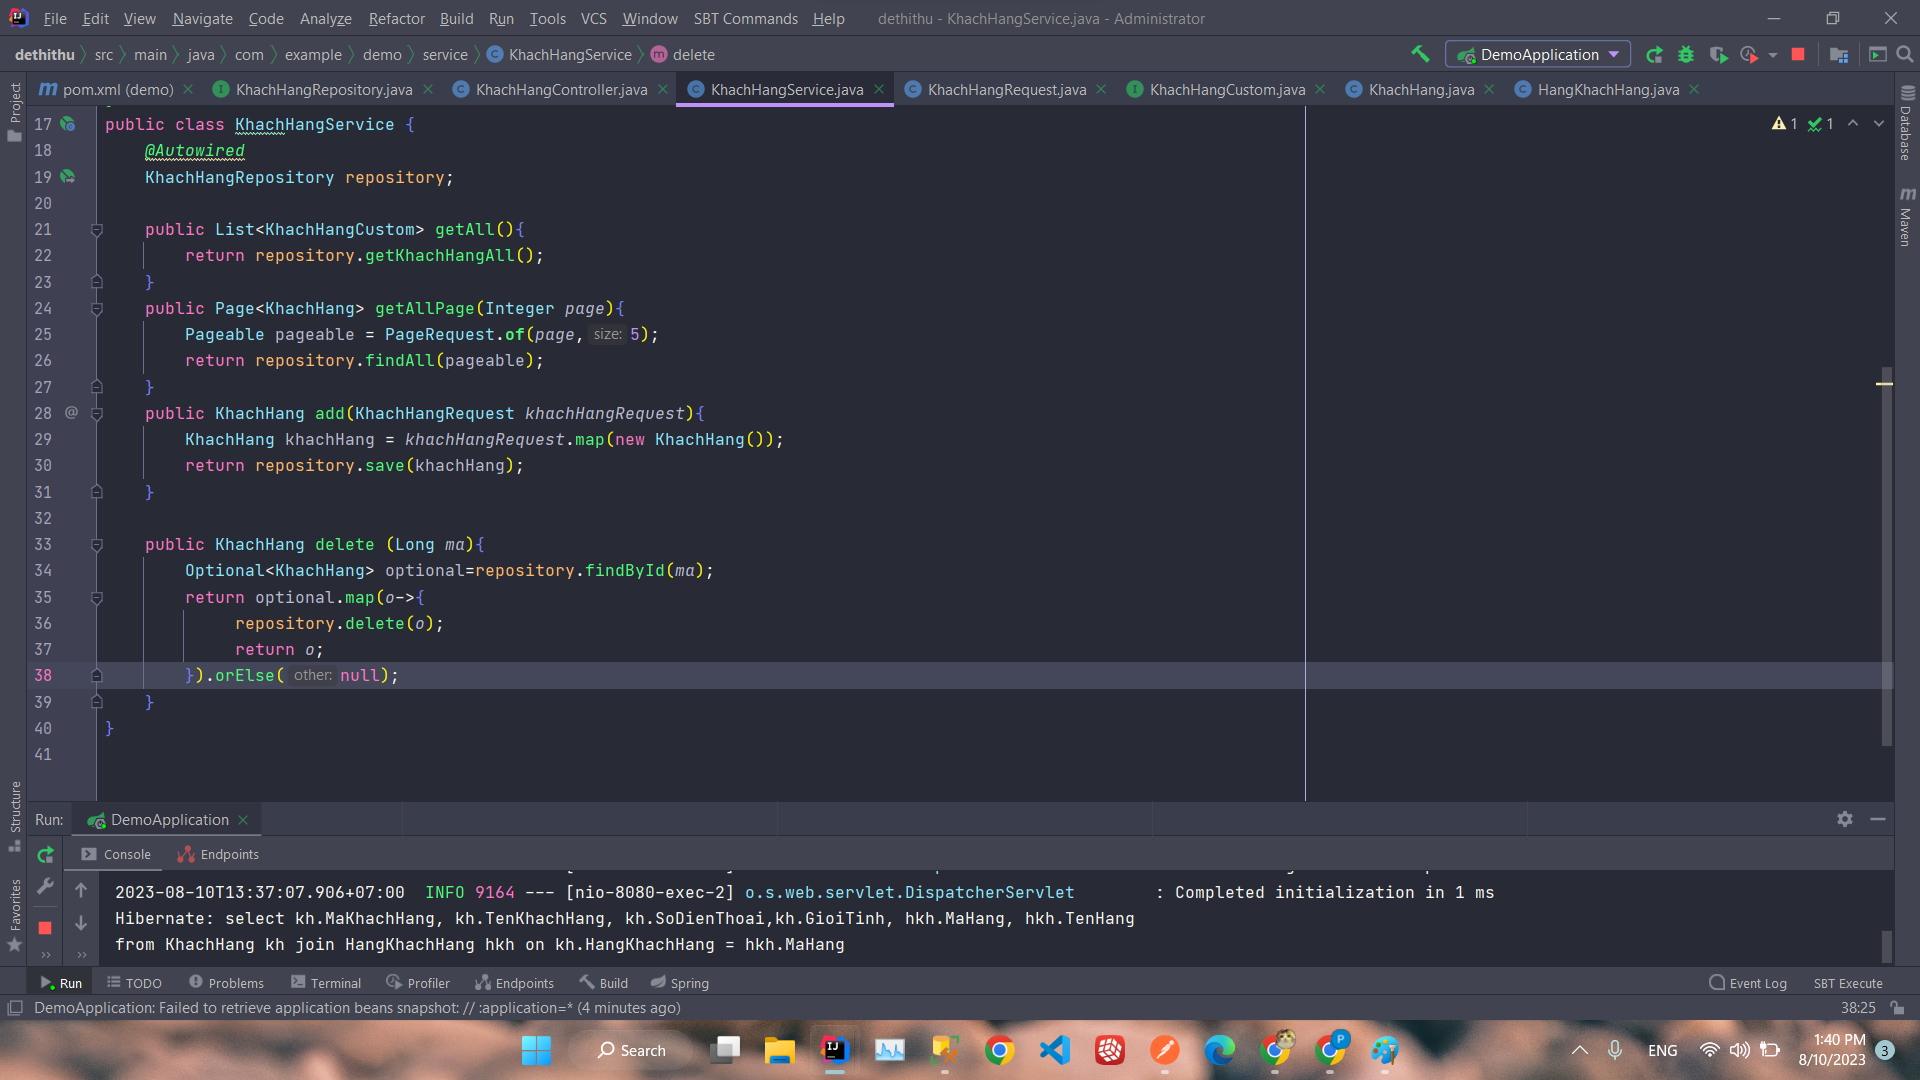 File Edit View Navigate Code Analyze Refactor Build Run Tools VCS Window SBT Commands Help dethithu - KhachHangService.java - Administrator
dethithu src main java com example demo service KhachHangService delete DemoApplication
pom.xml (demo) KhachHangRepository.java KhachHangController.java KhachHangService.java KhachHangRequest.java KhachHangCustom.java KhachHang.java HangKhachHang.java
Project
Database
Maven
Structure
Favorites
1 1
17 public class KhachHangService {
18 @Autowired
19 KhachHangRepository repository;
20
21 public List<KhachHangCustom> getAll(){
22 return repository.getKhachHangAll();
23 }
24 public Page<KhachHang> getAllPage(Integer page){
25 Pageable pageable = PageRequest.of(page, size: 5);
26 return repository.findAll(pageable);
27 }
28 @ public KhachHang add(KhachHangRequest khachHangRequest){
29 KhachHang khachHang = khachHangRequest.map(new KhachHang());
30 return repository.save(khachHang);
31 }
32
33 public KhachHang delete (Long ma){
34 Optional<KhachHang> optional=repository.findById(ma);
35 return optional.map(o->{
36 repository.delete(o);
37 return o;
38 }).orElse( other: null);
39 }
40 }
41
Run: DemoApplication
Console Endpoints
2023-08-10T13:37:07.906+07:00 INFO 9164 --- [nio-8080-exec-2] o.s.web.servlet.DispatcherServlet : Completed initialization in 1 ms
Hibernate: select kh.MaKhachHang, kh.TenKhachHang, kh.SoDienThoai,kh.GioiTinh, hkh.MaHang, hkh.TenHang
from KhachHang kh join HangKhachHang hkh on kh.HangKhachHang = hkh.MaHang
Run TODO Problems Terminal Profiler Endpoints Build Spring Event Log SBT Execute
DemoApplication: Failed to retrieve application beans snapshot: // :application=* (4 minutes ago) 38:25
Search ENG 1:40 PM
8/10/2023 3